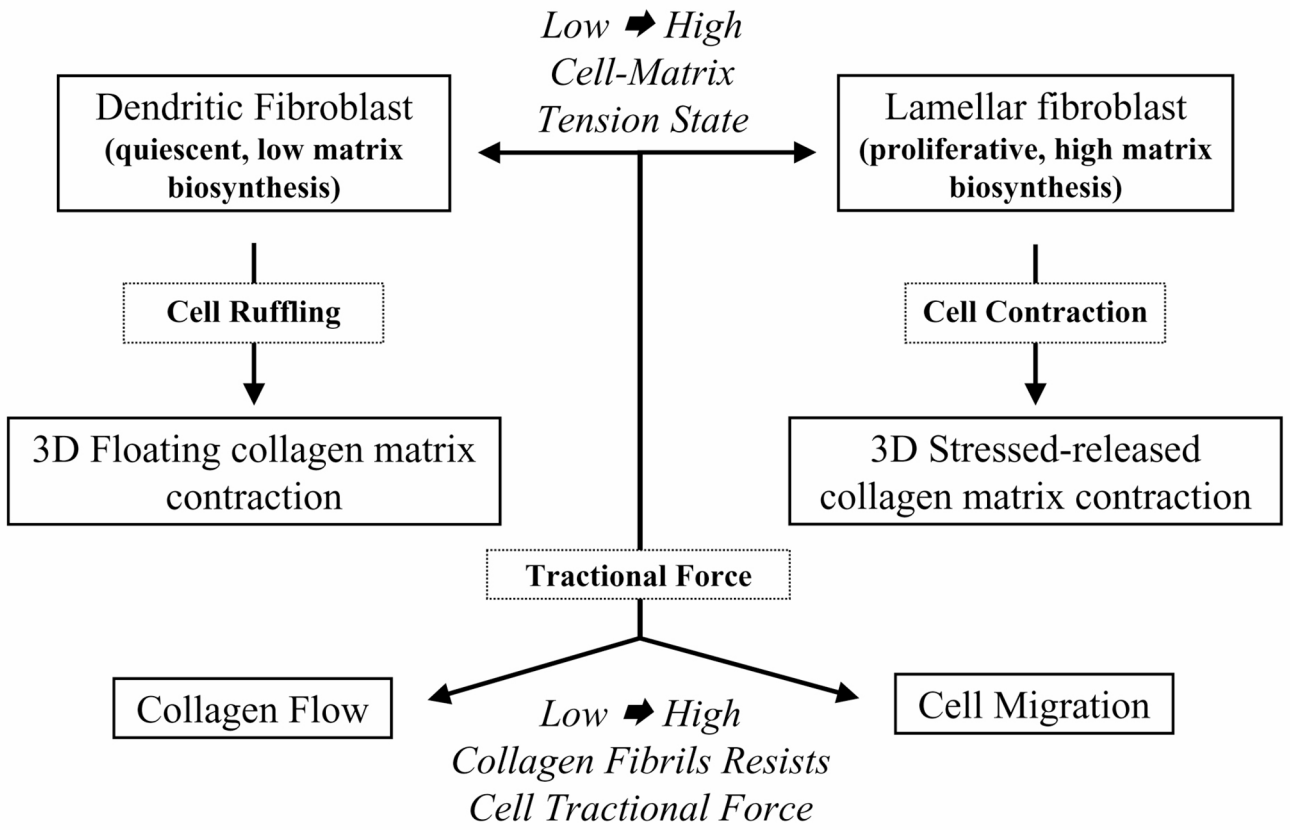 Low ➡ High
Cell-Matrix
Tension State
Dendritic Fibroblast
(quiescent, low matrix
biosynthesis)
Lamellar fibroblast
(proliferative, high matrix
biosynthesis)
Cell Ruffling
Cell Contraction
3D Floating collagen matrix
contraction
3D Stressed-released
collagen matrix contraction
Tractional Force
Collagen Flow
Cell Migration
Low ➡ High
Collagen Fibrils Resists
Cell Tractional Force